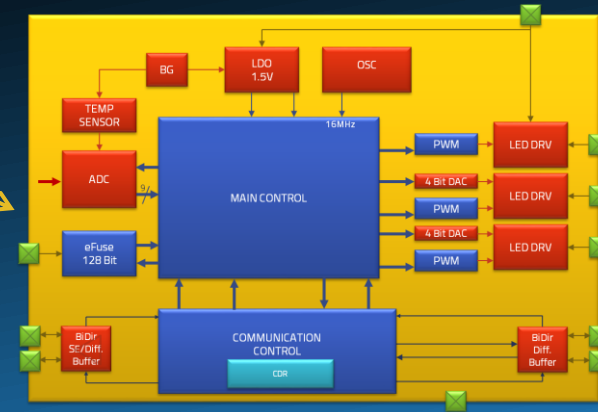 BG
LDO
1.5V
OSC
TEMP
SENSOR
16MHz
ADC
9
MAIN CONTROL
PWM
LED DRV
4 Bit DAC
LED DRV
PWM
4 Bit DAC
LED DRV
PWM
eFuse
128 Bit
BiDir
SE/Diff.
Buffer
COMMUNICATION
CONTROL
CDR
BiDir
Diff.
Buffer